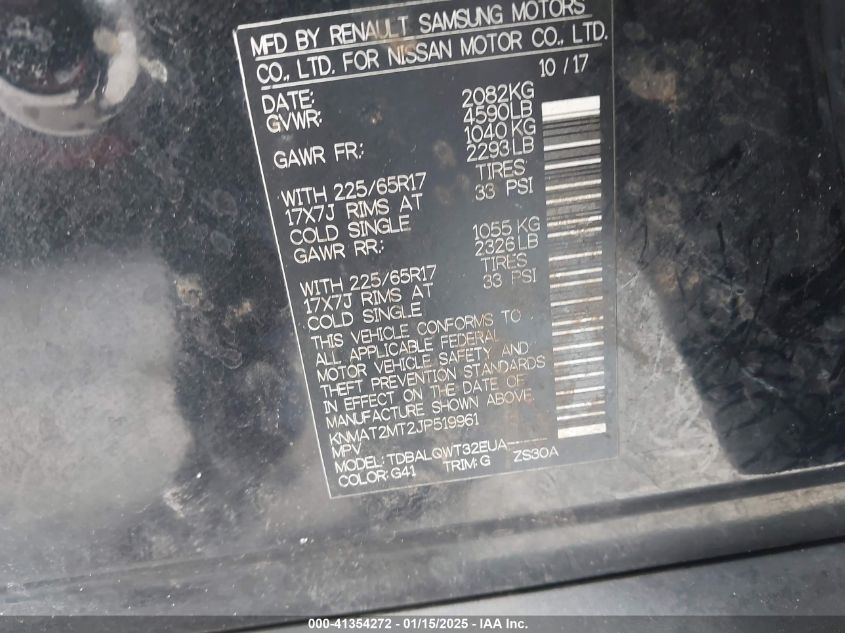 MFD BY RENAULT SAMSUNG MOTORS
CO., LTD. FOR NISSAN MOTOR CO., LTD.
DATE: 10 / 17
GVWR: 2082KG
4590LB
GAWR FR.: 1040KG
2293LB
WITH 225/65R17 TIRES
17X7J RIMS AT 33 PSI
COLD SINGLE
GAWR RR.: 1055KG
2326LB
WITH 225/65R17 TIRES
17X7J RIMS AT 33 PSI
COLD SINGLE
THIS VEHICLE CONFORMS TO
ALL APPLICABLE FEDERAL
MOTOR VEHICLE SAFETY AND
THEFT PREVENTION STANDARDS
IN EFFECT ON THE DATE OF
MANUFACTURE SHOWN ABOVE
KNMAT2MT2JP519961
MPV
MODEL: TDBALQWT32EUA------
COLOR: G41 TRIM: G ZS30A
000-41354272 - 01/15/2025 - IAA Inc.